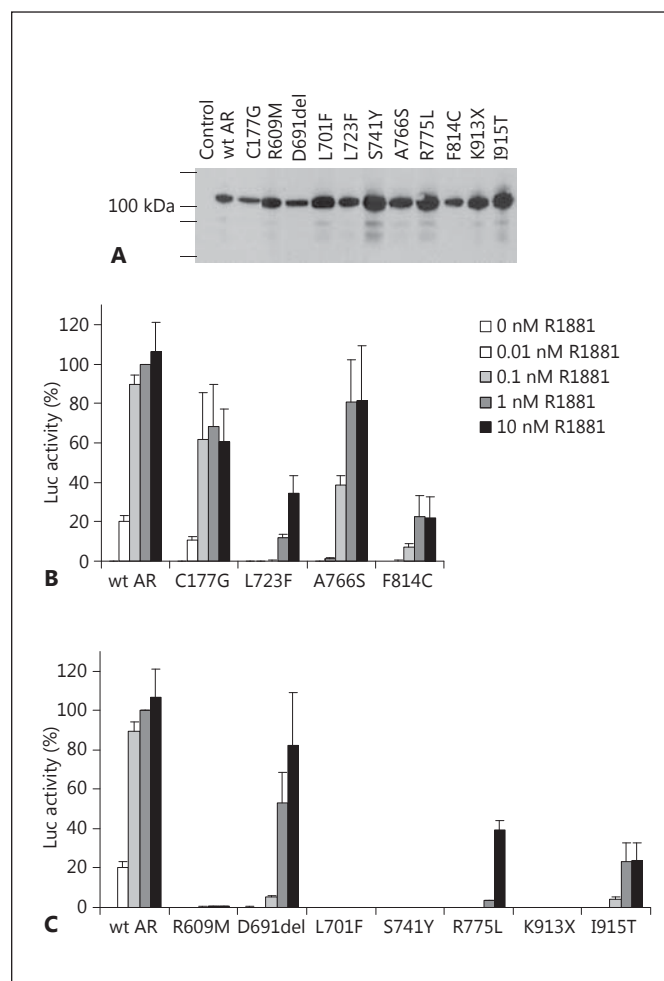 Control
wt AR
C177G
R609M
D691del
L701F
L723F
S741Y
A766S
R775L
F814C
K913X
I915T
100 kDa
A
120
100
80
60
40
20
0
Luc activity (%)
wt AR C177G L723F A766S F814C
B
0 nM R1881
0.01 nM R1881
0.1 nM R1881
1 nM R1881
10 nM R1881
120
100
80
60
40
20
0
Luc activity (%)
wt AR R609M D691del L701F S741Y R775L K913X I915T
C